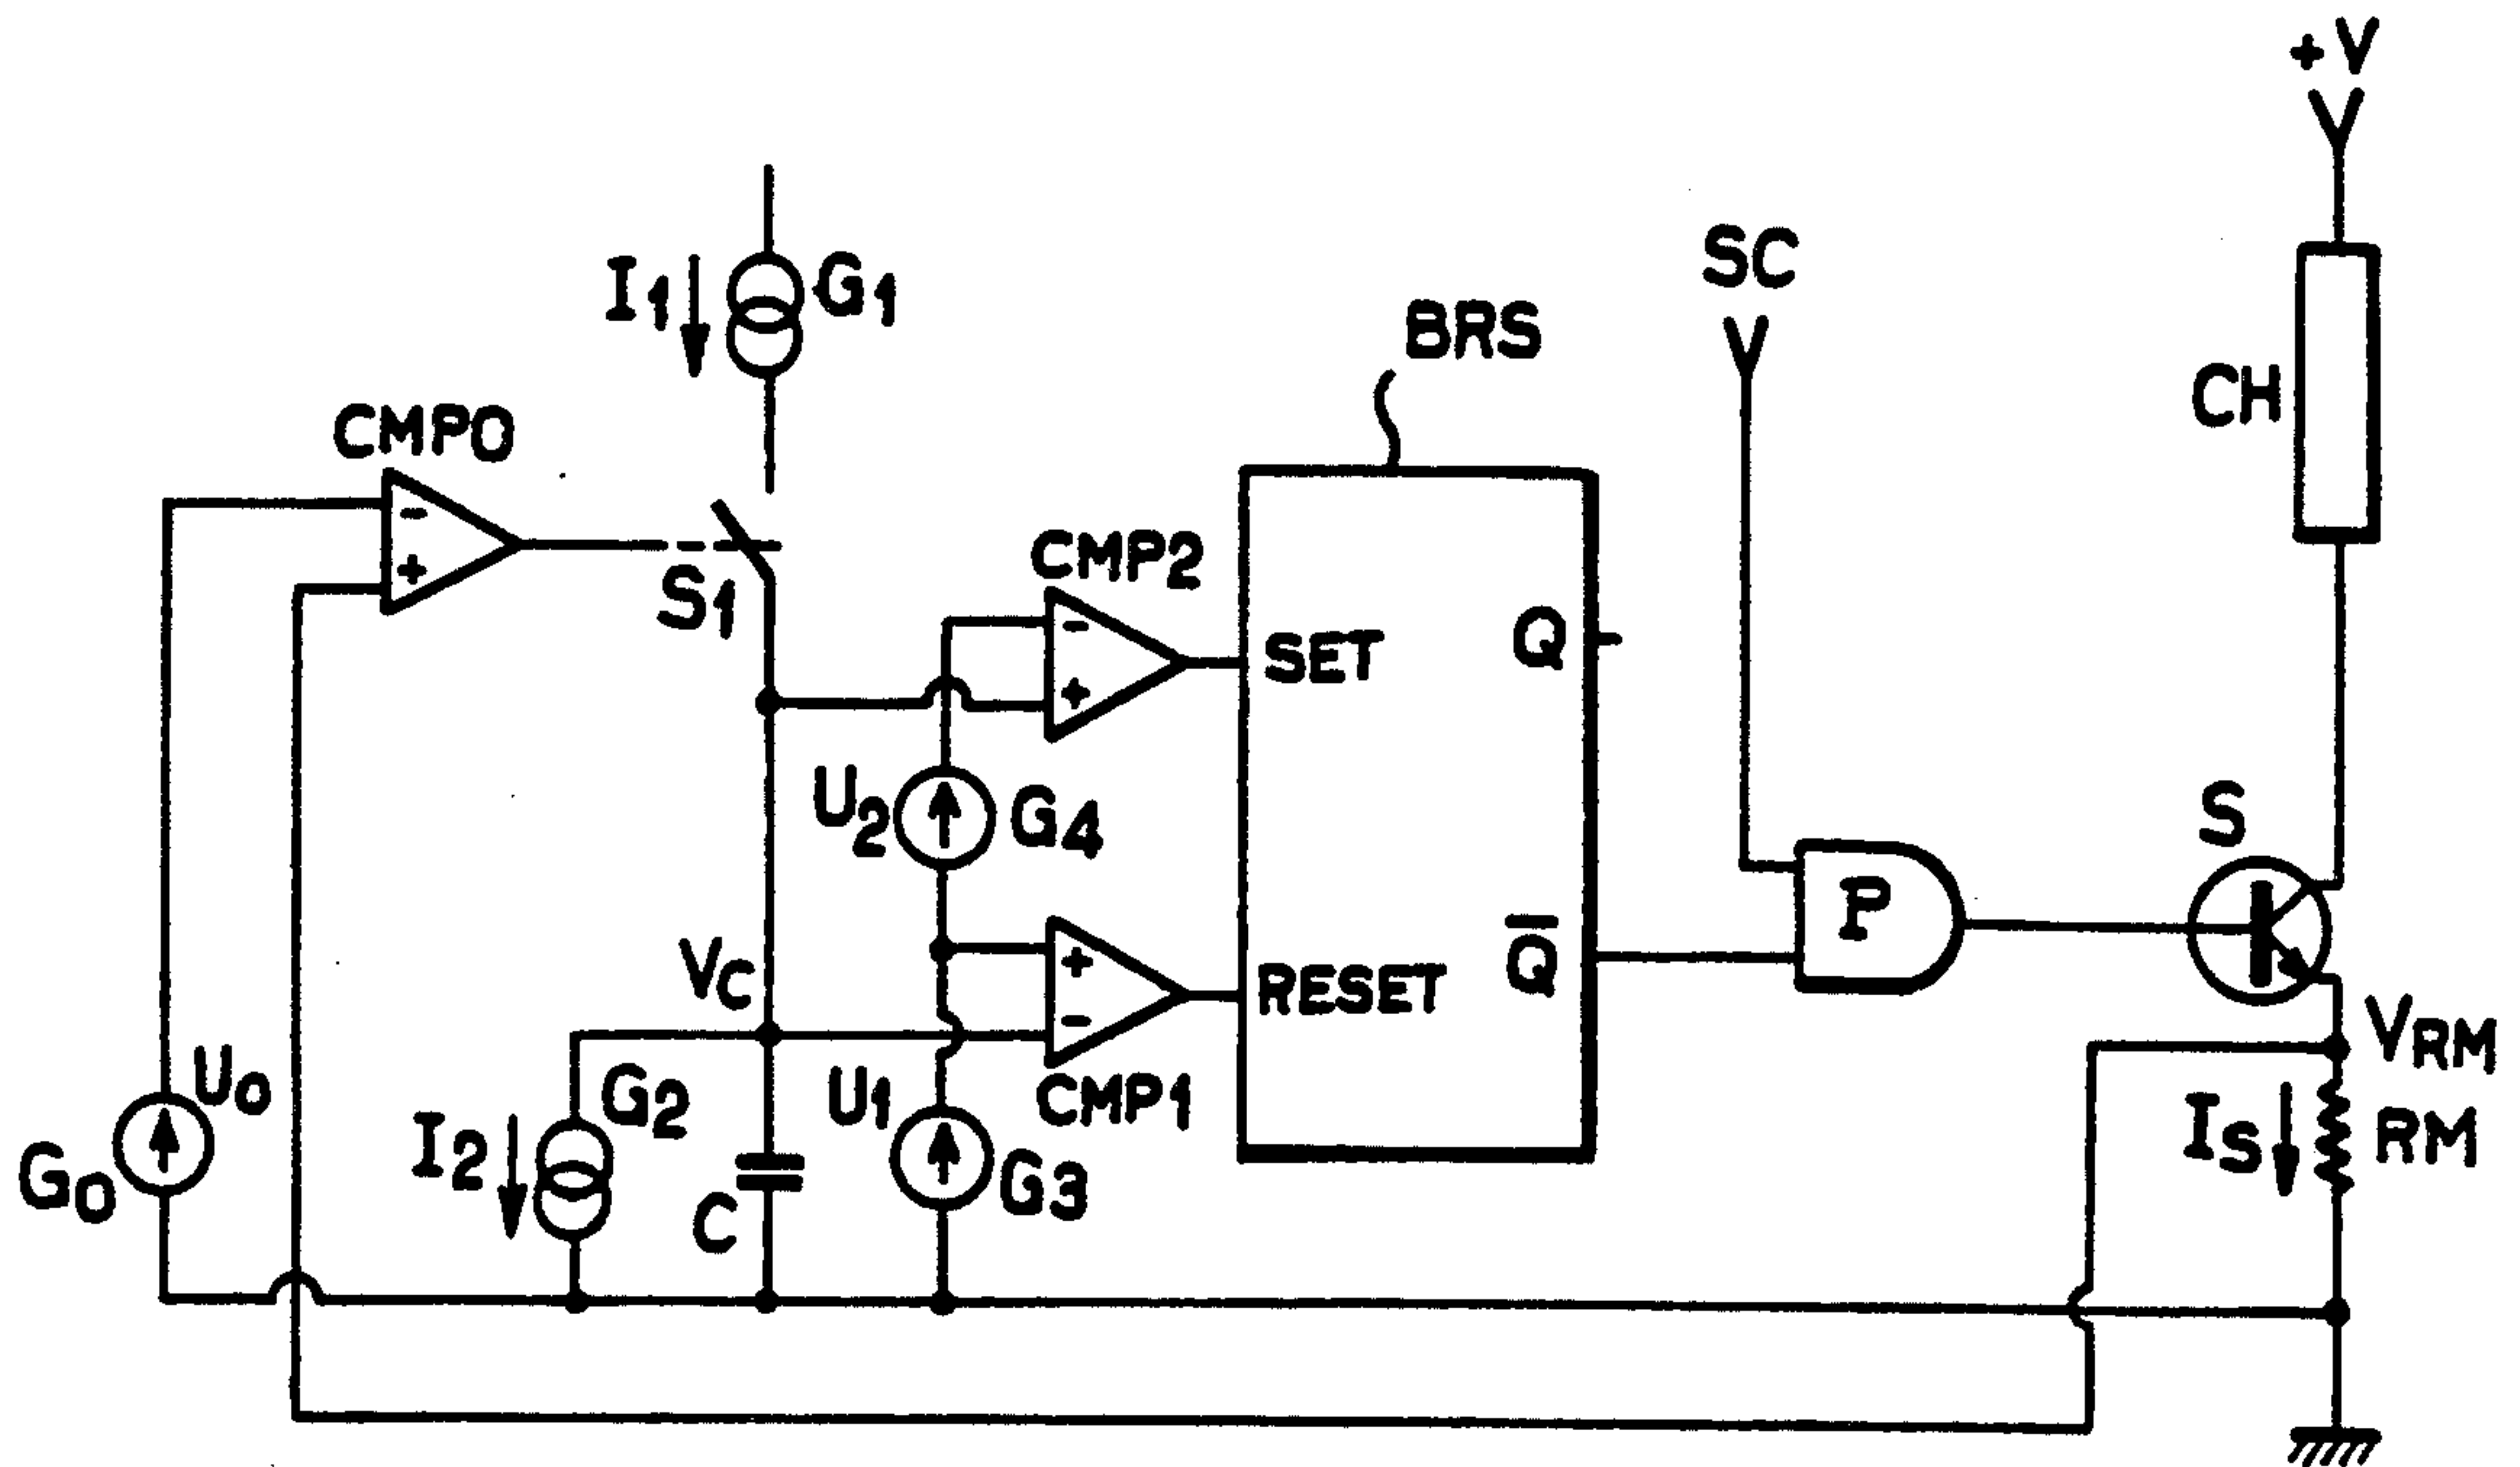 +V
SC
I1
G1
BRS
CH
CMP0
-
+
S1
CMP2
-
+
SET
Q
U2
G4
S
P
VC
+
-
RESET
Q̅
VRM
U0
G2
U1
CMP1
I2
IS
RM
G0
C
G3